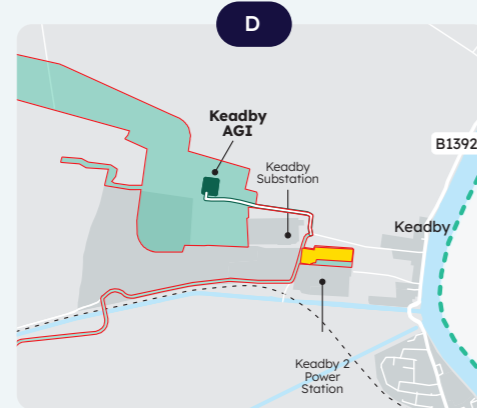 D
Keadby
AGI
B1392
Keadby
Substation
Keadby
Keadby 2
Power
Station